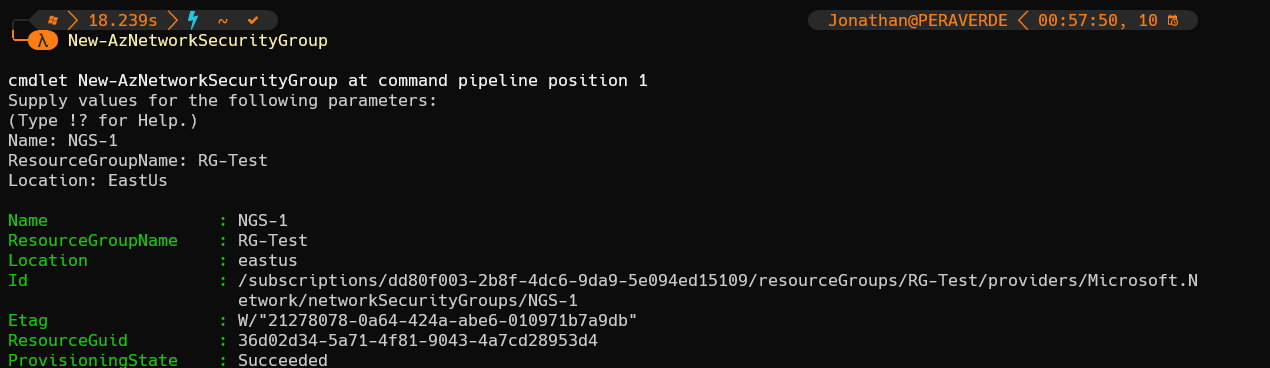 18.239s ~ Jonathan@PERAVERDE 00:57:50, 10
λ New-AzNetworkSecurityGroup
cmdlet New-AzNetworkSecurityGroup at command pipeline position 1
Supply values for the following parameters:
(Type !? for Help.)
Name: NGS-1
ResourceGroupName: RG-Test
Location: EastUs
Name : NGS-1
ResourceGroupName : RG-Test
Location : eastus
Id : /subscriptions/dd80f003-2b8f-4dc6-9da9-5e094ed15109/resourceGroups/RG-Test/providers/Microsoft.N
etwork/networkSecurityGroups/NGS-1
Etag : W/"21278078-0a64-424a-abe6-010971b7a9db"
ResourceGuid : 36d02d34-5a71-4f81-9043-4a7cd28953d4
ProvisioningState : Succeeded